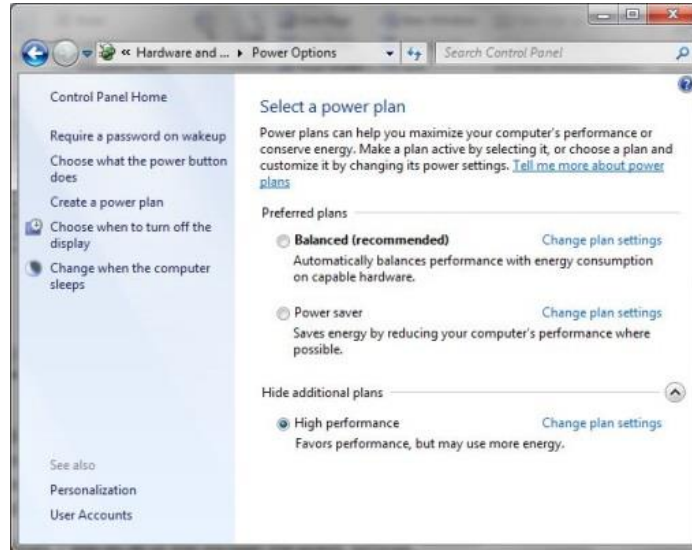 « Hardware and ... ▸ Power Options
Search Control Panel
Control Panel Home
Require a password on wakeup
Choose what the power button
does
Create a power plan
Choose when to turn off the
display
Change when the computer
sleeps
See also
Personalization
User Accounts
Select a power plan
Power plans can help you maximize your computer's performance or
conserve energy. Make a plan active by selecting it, or choose a plan and
customize it by changing its power settings. Tell me more about power
plans
Preferred plans
Balanced (recommended) Change plan settings
Automatically balances performance with energy consumption
on capable hardware.
Power saver Change plan settings
Saves energy by reducing your computer's performance where
possible.
Hide additional plans
High performance Change plan settings
Favors performance, but may use more energy.